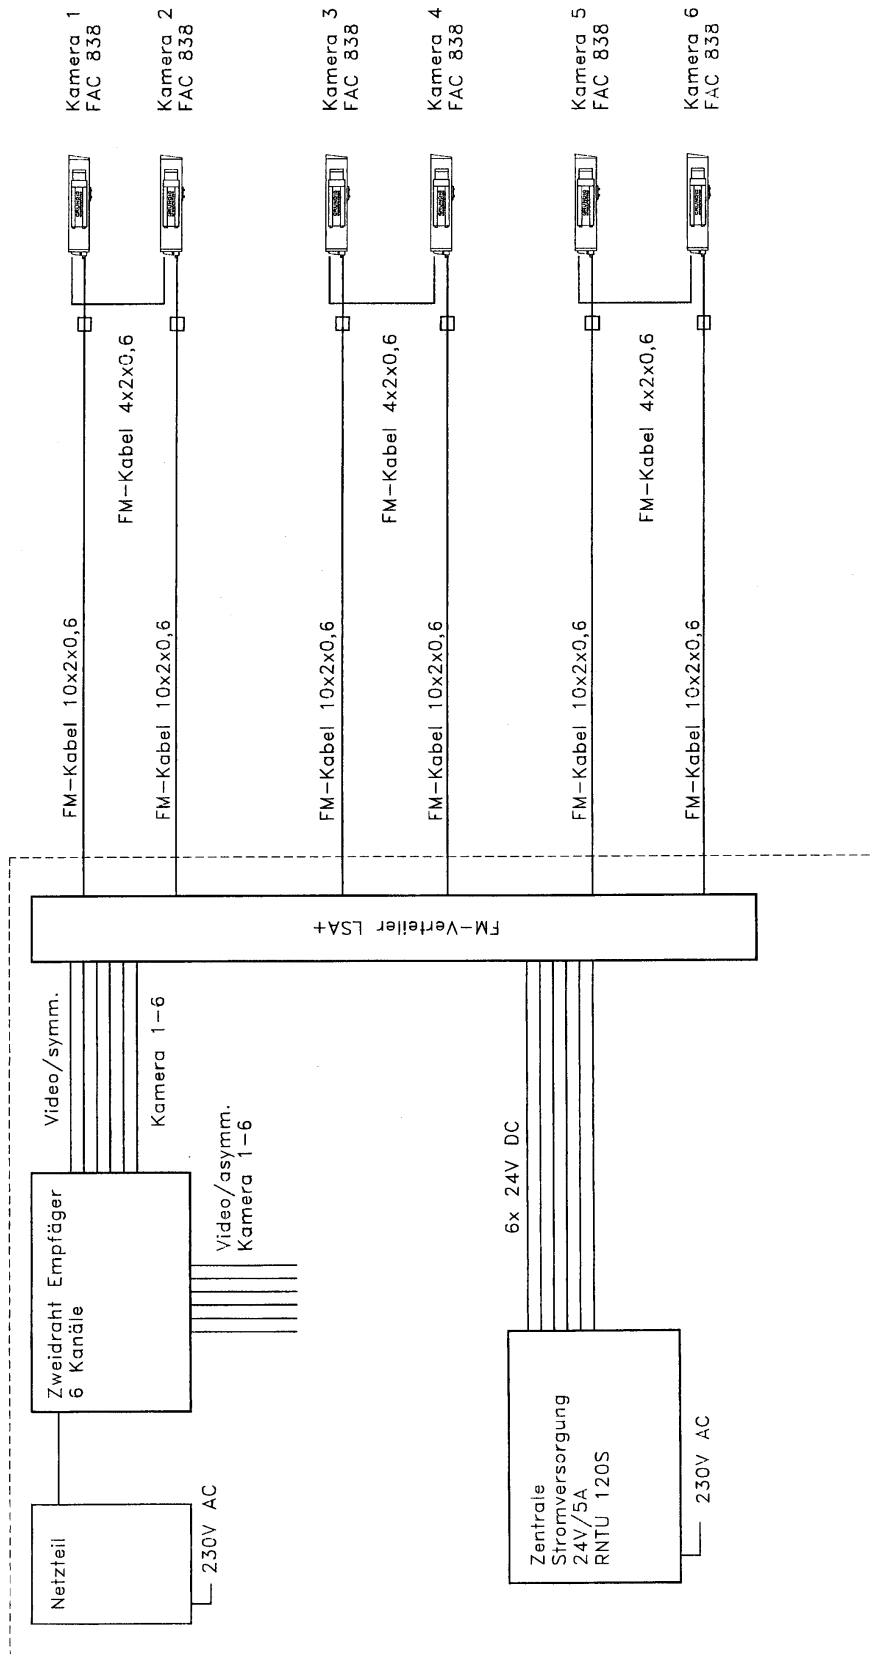 Kamera 1
FAC 838
Kamera 2
FAC 838
Kamera 3
FAC 838
Kamera 4
FAC 838
Kamera 5
FAC 838
Kamera 6
FAC 838
FM-Kabel 4x2x0,6
FM-Kabel 4x2x0,6
FM-Kabel 4x2x0,6
FM-Kabel 10x2x0,6
FM-Kabel 10x2x0,6
FM-Kabel 10x2x0,6
FM-Kabel 10x2x0,6
FM-Kabel 10x2x0,6
FM-Kabel 10x2x0,6
FM-Verteiler LSA+
Video/symm.
Kamera 1-6
Video/asymm.
Kamera 1-6
6x 24V DC
Zweidraht Empfäger
6 Kanäle
Netzteil
230V AC
Zentrale
Stromversorgung
24V/5A
RNTU 120S
230V AC